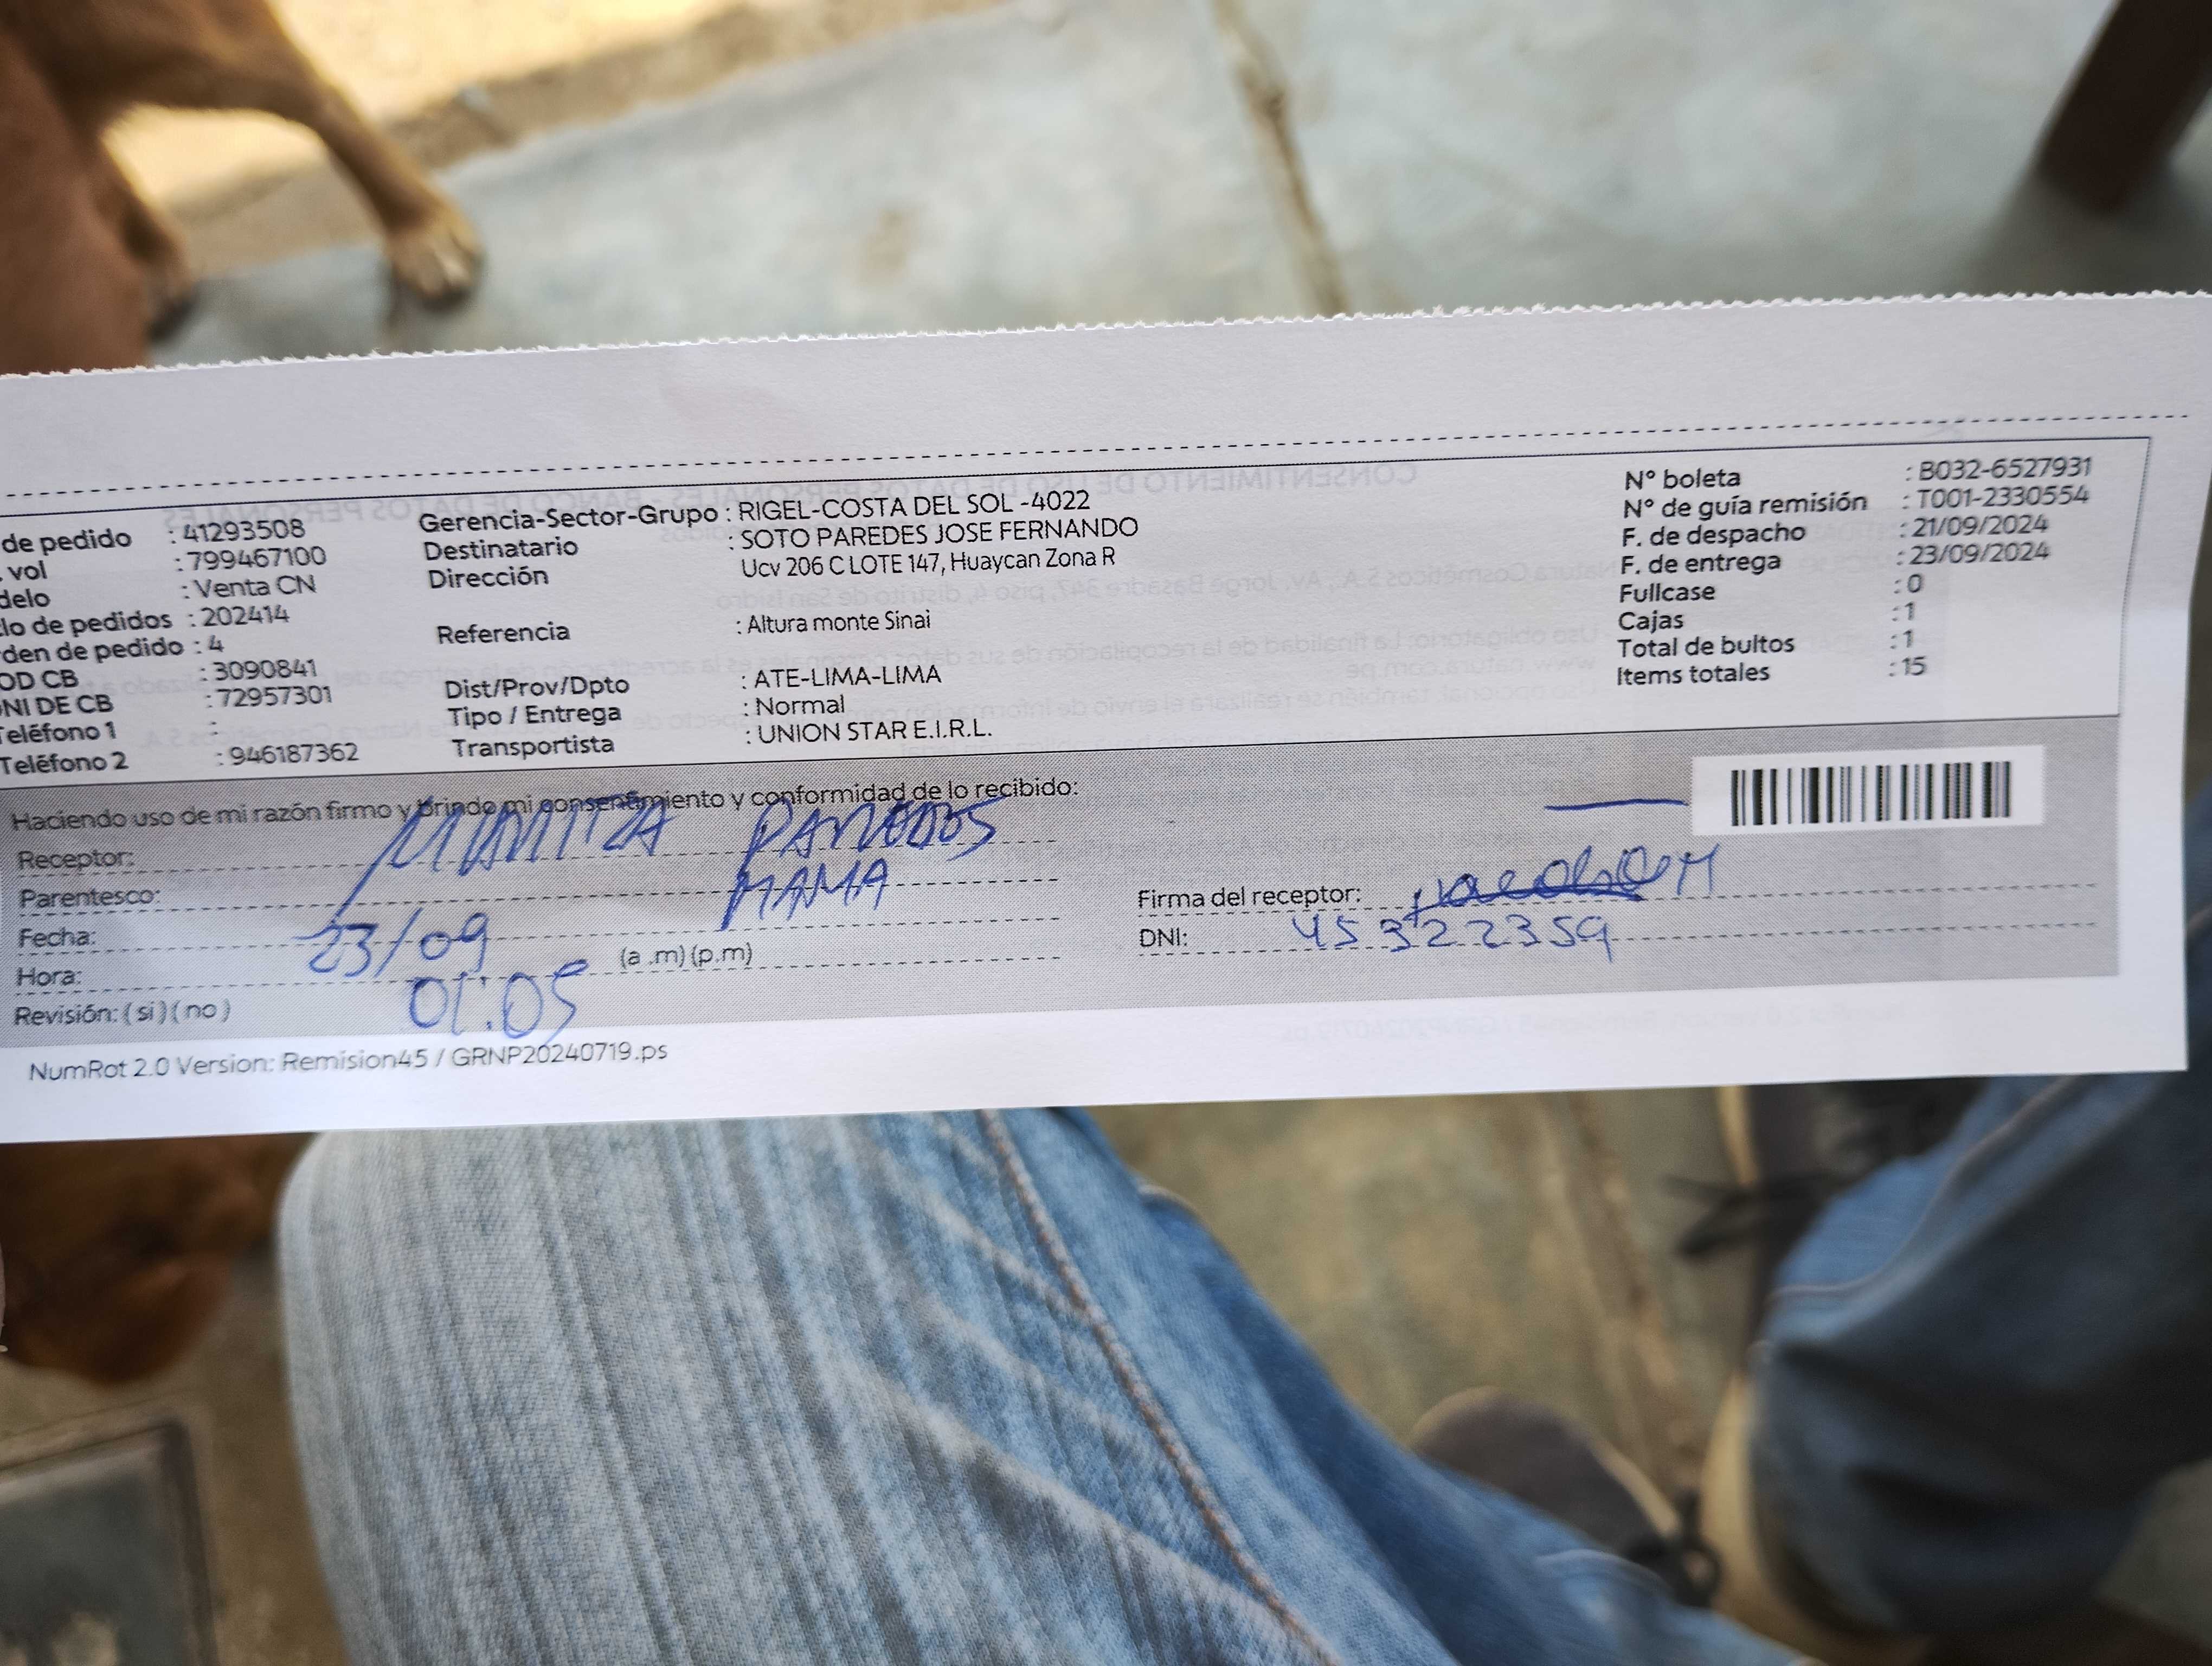 de pedido : 41293508
vol : 799467100
delo : Venta CN
lo de pedidos : 202414
den de pedido : 4
OD CB : 3090841
NI DE CB : 72957301
Teléfono 1 :
Teléfono 2 : 946187362
Gerencia-Sector-Grupo : RIGEL-COSTA DEL SOL -4022
Destinatario : SOTO PAREDES JOSE FERNANDO
Dirección Ucv 206 C LOTE 147, Huaycan Zona R
Referencia : Altura monte Sinai
Dist/Prov/Dpto : ATE-LIMA-LIMA
Tipo / Entrega : Normal
Transportista : UNION STAR E.I.R.L.
N° boleta : B032-6527931
N° de guía remisión : T001-2330554
F. de despacho : 21/09/2024
F. de entrega : 23/09/2024
Fullcase : 0
Cajas : 1
Total de bultos : 1
Items totales : 15
Haciendo uso de mi razón firmo y brindo mi consentimiento y conformidad de lo recibido:
Receptor: MARITZA PAREDES
Parentesco: MAMA
Fecha: 23/09
Hora: 01:05 (a .m) (p.m)
Revisión: ( si ) ( no )
Firma del receptor:
DNI: 45322359
NumRot 2.0 Version: Remision45 / GRNP20240719.ps